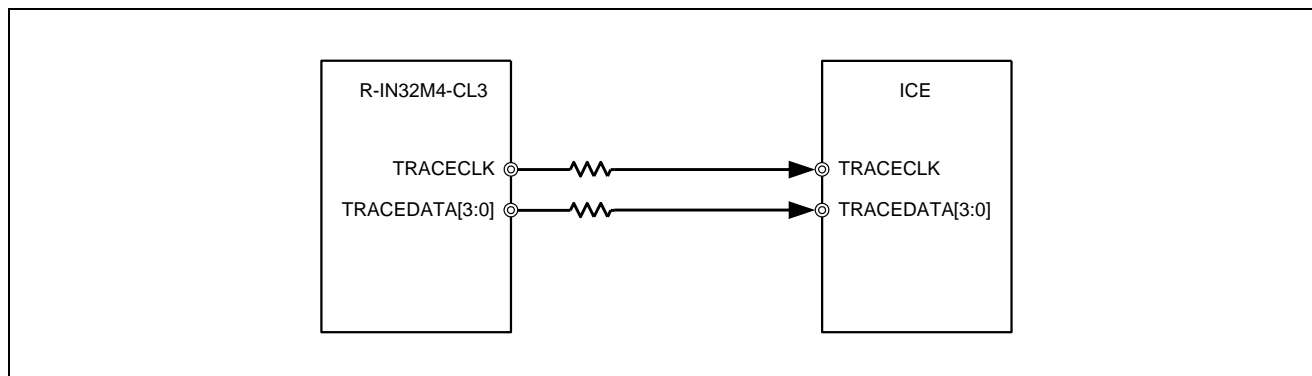 R-IN32M4-CL3
ICE
TRACECLK
TRACECLK
TRACEDATA[3:0]
TRACEDATA[3:0]